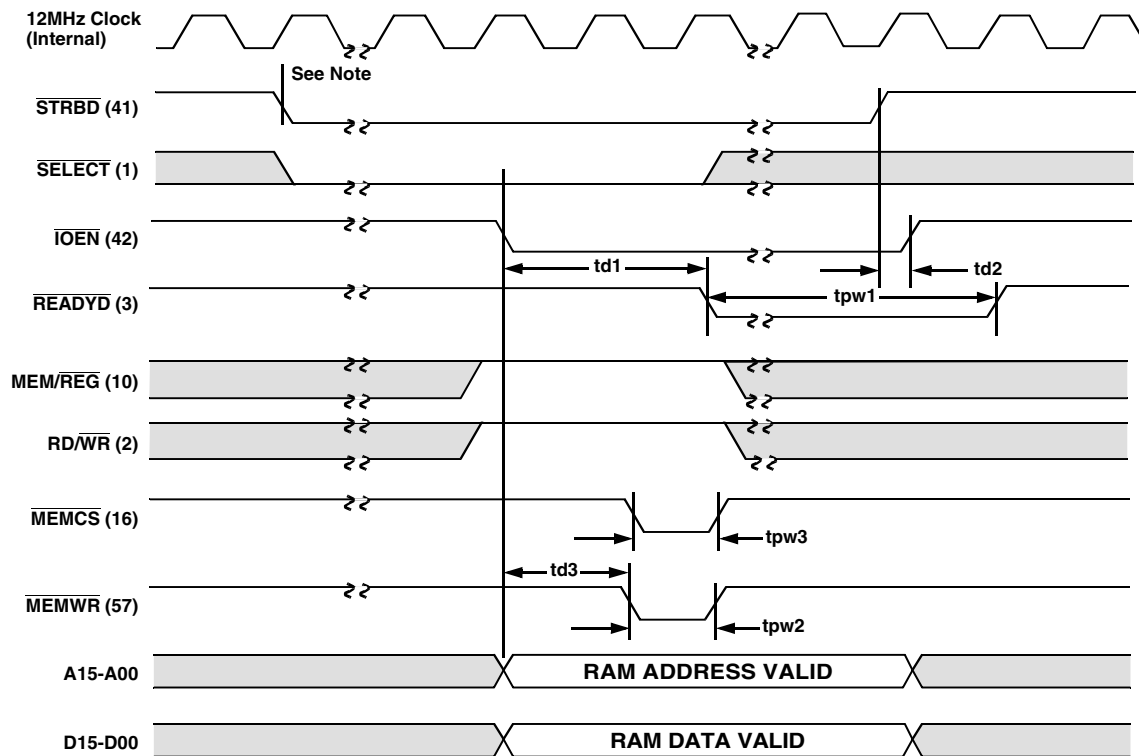 12MHz Clock
(Internal)
See Note
STRBD (41)
SELECT (1)
IOEN (42)
td1
td2
READYD (3)
tpw1
MEM/REG (10)
RD/WR (2)
MEMCS (16)
tpw3
td3
MEMWR (57)
tpw2
A15-A00
RAM ADDRESS VALID
D15-D00
RAM DATA VALID